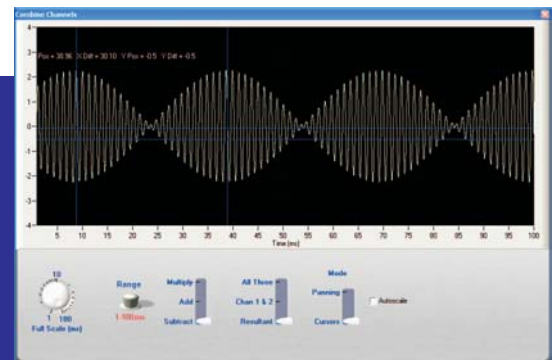 Combine Channels
4
Pos + 38.96 X Diff + 30.10 Y Pos + -0.5 Y Diff + -0.5
3
2
1
0
-1
-2
-3
-4
5 10 15 20 25 30 35 40 45 50 55 60 65 70 75 80 85 90 95 100
Time (ms)
10
1 100
Full Scale (ms)
Range
1-100ms
Multiply
Add
Subtract
All Three
Chan 1 & 2
Resultant
Mode
Panning
Cursors
Autoscale